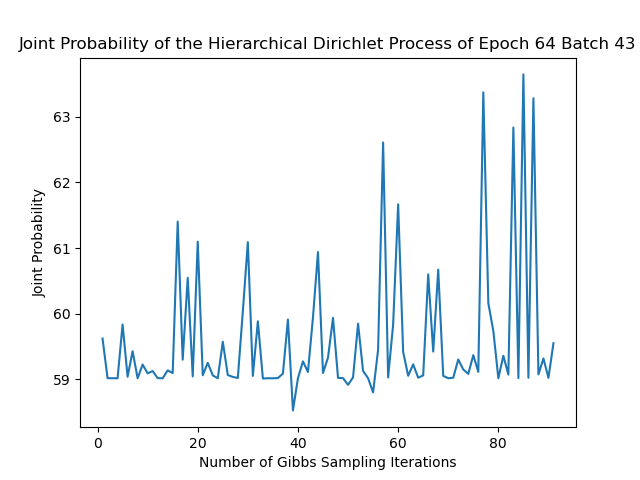 Joint Probability of the Hierarchical Dirichlet Process of Epoch 64 Batch 43
63
62
61
60
59
Joint Probability
0 20 40 60 80
Number of Gibbs Sampling Iterations